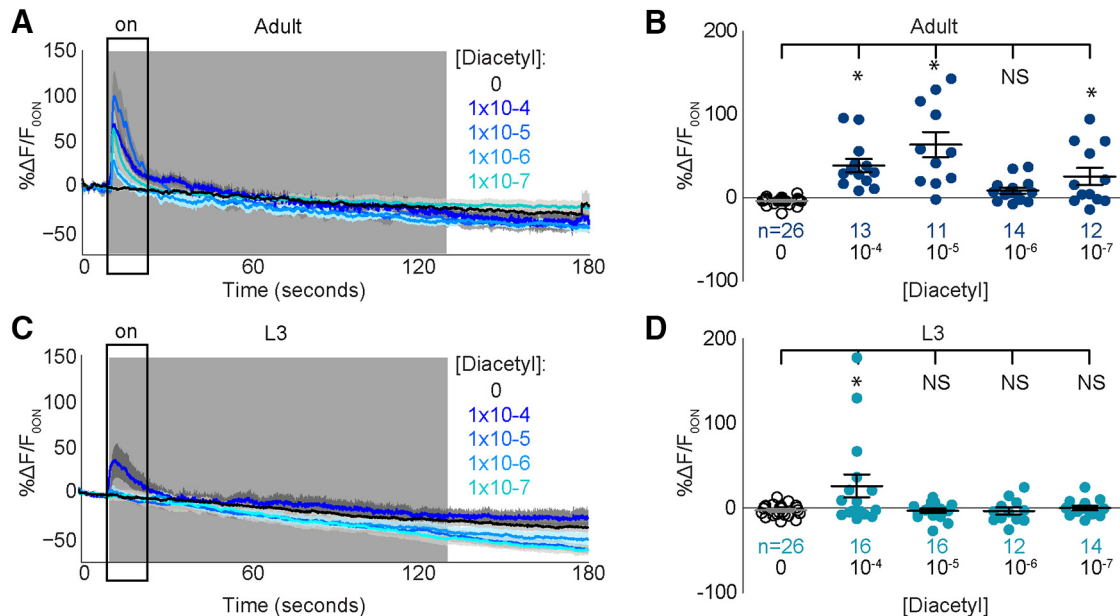 A
on
Adult
150
100
50
0
−50
%ΔF/F0ON
[Diacetyl]:
0
1x10-4
1x10-5
1x10-6
1x10-7
0 60 120 180
Time (seconds)
B
Adult
200
100
0
-100
%ΔF/F0ON
* * NS *
n=26 13 11 14 12
0 10-4 10-5 10-6 10-7
[Diacetyl]
C
on
L3
150
100
50
0
−50
%ΔF/F0ON
[Diacetyl]:
0
1x10-4
1x10-5
1x10-6
1x10-7
0 60 120 180
Time (seconds)
D
L3
200
100
0
-100
%ΔF/F0ON
* NS NS NS
n=26 16 16 12 14
0 10-4 10-5 10-6 10-7
[Diacetyl]